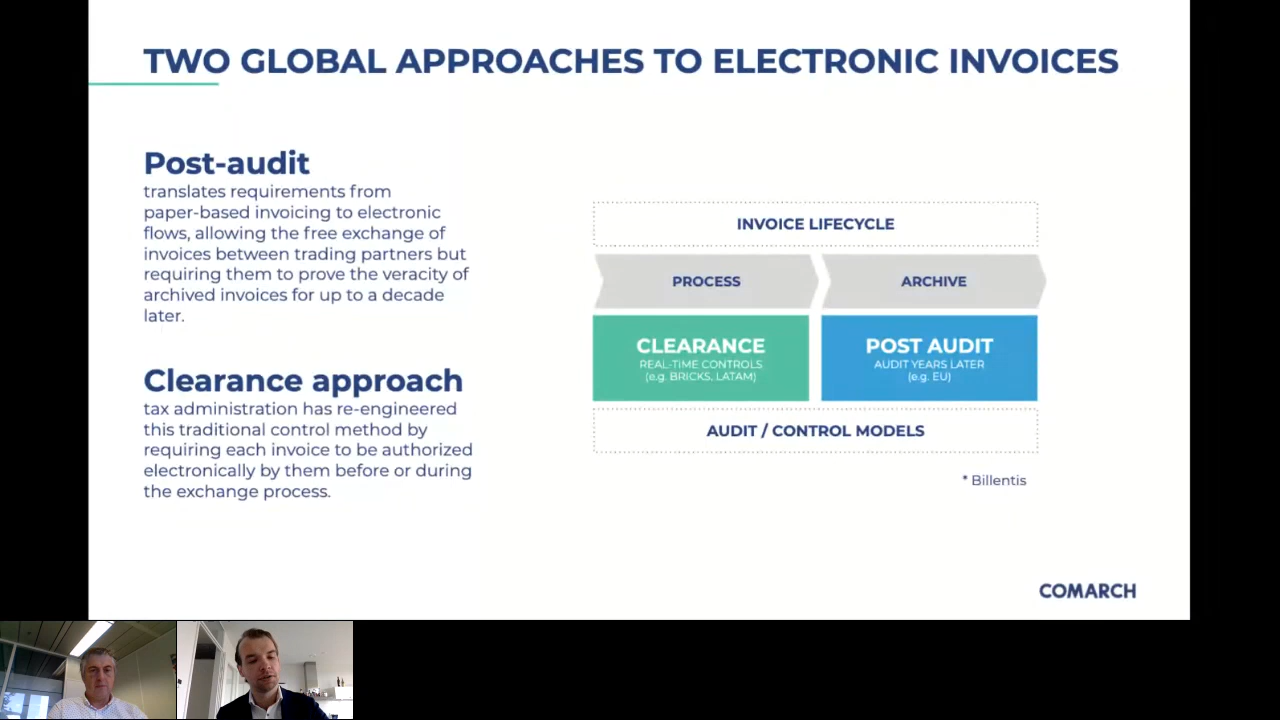 TWO GLOBAL APPROACHES TO ELECTRONIC INVOICES
Post-audit
translates requirements from
paper-based invoicing to electronic
flows, allowing the free exchange of
invoices between trading partners but
requiring them to prove the veracity of
archived invoices for up to a decade
later.
Clearance approach
tax administration has re-engineered
this traditional control method by
requiring each invoice to be authorized
electronically by them before or during
the exchange process.
INVOICE LIFECYCLE
PROCESS
ARCHIVE
CLEARANCE
REAL-TIME CONTROLS
(e.g. BRICKS, LATAM)
POST AUDIT
AUDIT YEARS LATER
(e.g. EU)
AUDIT / CONTROL MODELS
* Billentis
COMARCH